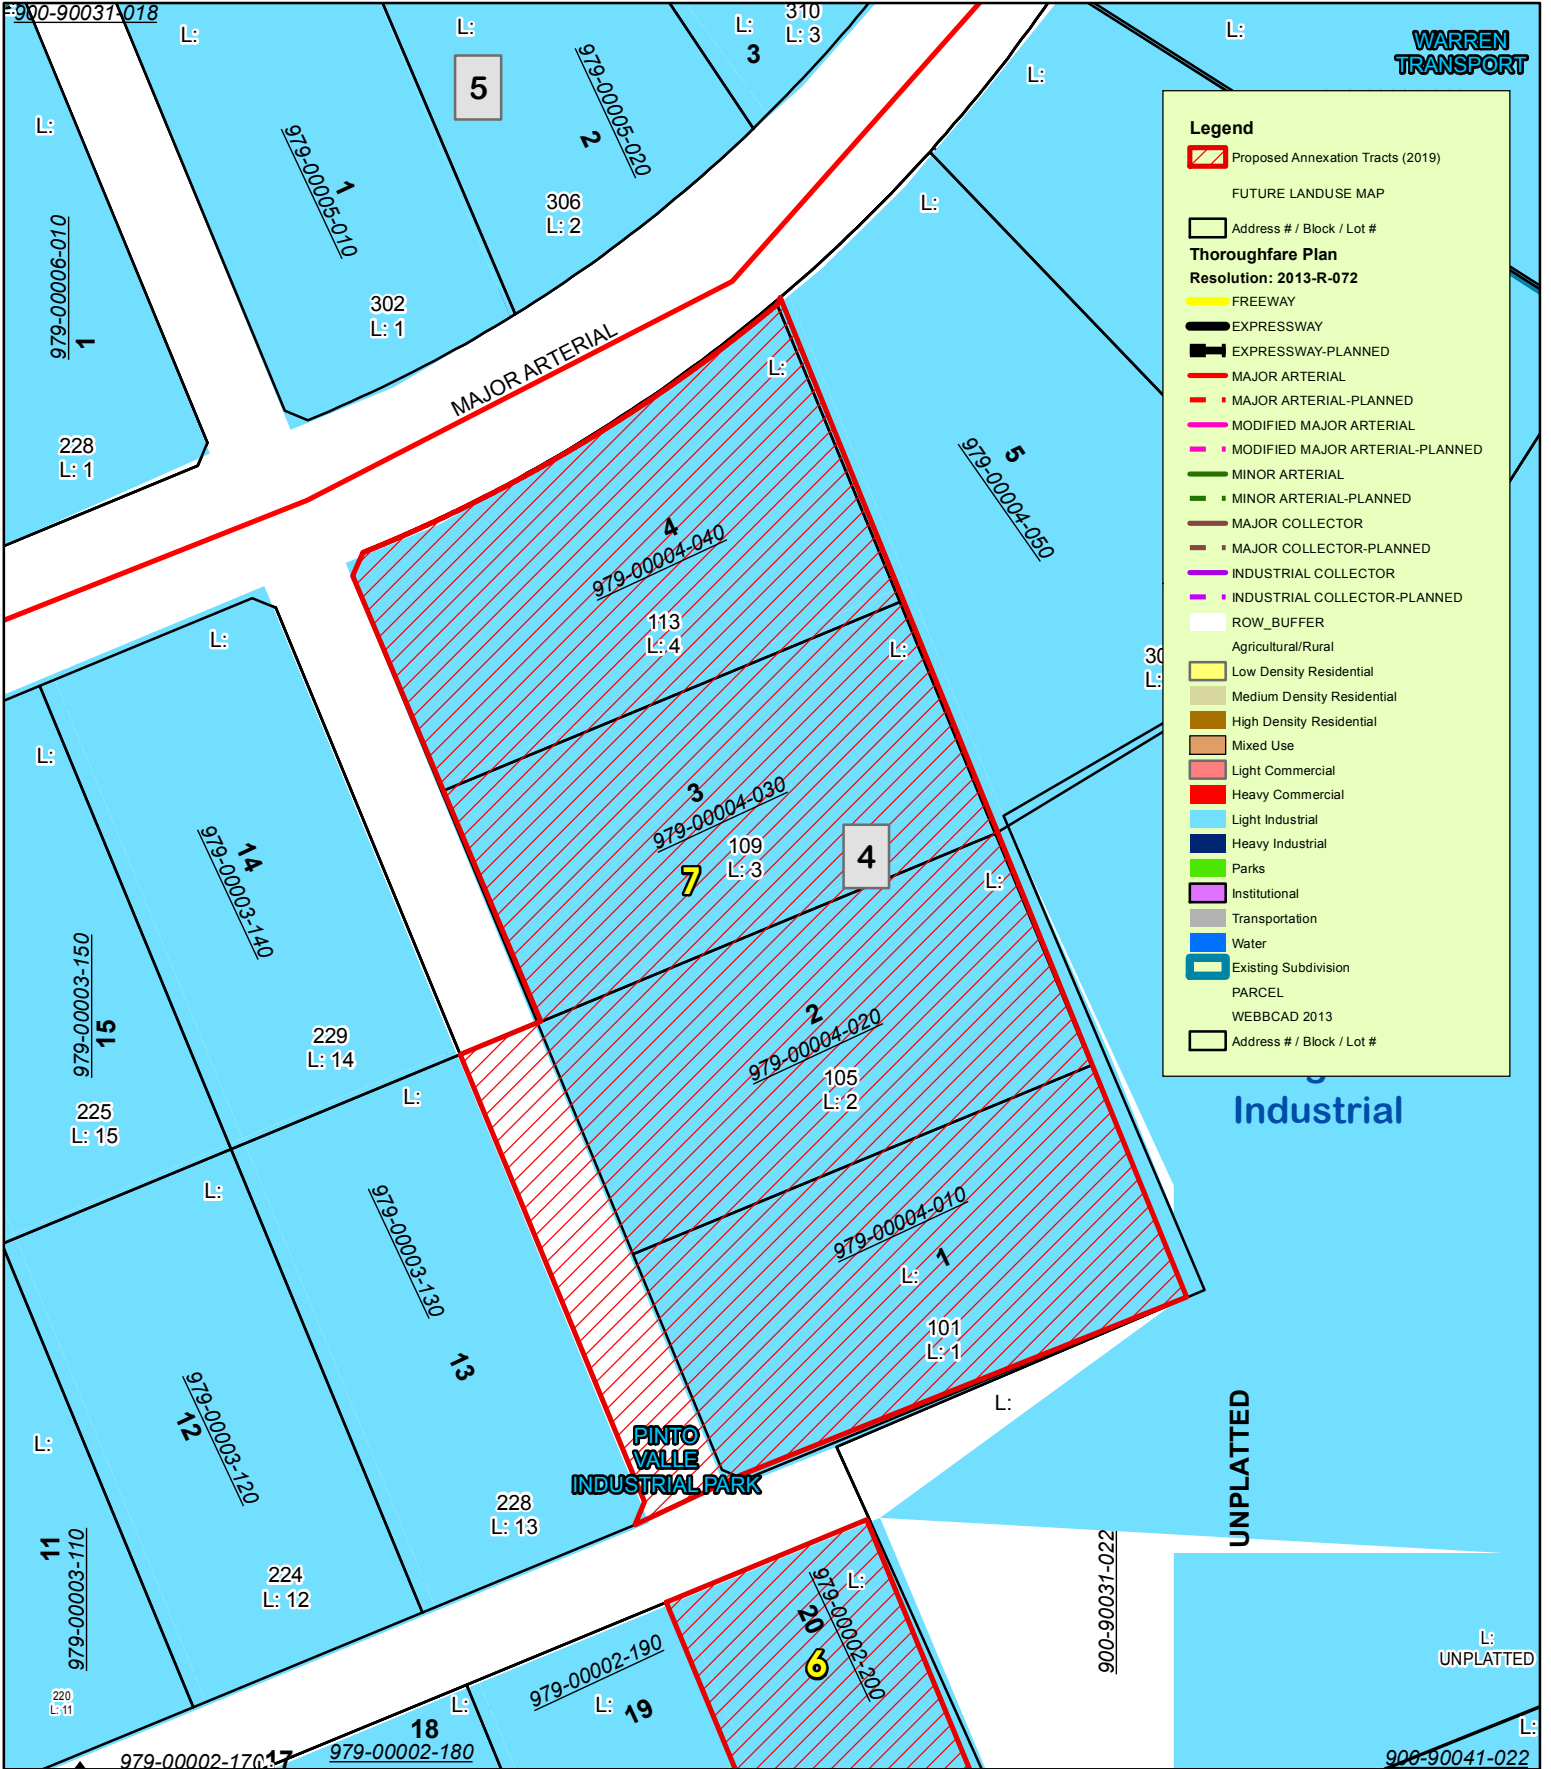 900-90031-018
L:
L:
L:
3
310
L: 3
L:
WARREN
TRANSPORT
5
979-00005-020
2
L:
L:
979-00005-010
1
306
L: 2
L:
979-00006-010
1
302
L: 1
MAJOR ARTERIAL
L:
228
L: 1
5
979-00004-050
4
979-00004-040
113
L: 4
L:
L:
30
L:
L:
3
979-00004-030
109
L: 3
7
4
L:
14
979-00003-140
979-00003-150
15
229
L: 14
225
L: 15
L:
2
979-00004-020
105
L: 2
L:
979-00003-130
13
979-00004-010
1
L:
101
L: 1
L:
Industrial
UNPLATTED
979-00003-120
12
L:
PINTO
VALLE
INDUSTRIAL PARK
228
L: 13
11
979-00003-110
224
L: 12
220
L: 11
979-00002-200
20
L:
6
900-90031-022
L:
UNPLATTED
979-00002-190
L:
19
L:
18
979-00002-180
979-00002-170
17
L:
900-90041-022
Legend
Proposed Annexation Tracts (2019)
FUTURE LANDUSE MAP
Address # / Block / Lot #
Thoroughfare Plan
Resolution: 2013-R-072
FREEWAY
EXPRESSWAY
EXPRESSWAY-PLANNED
MAJOR ARTERIAL
MAJOR ARTERIAL-PLANNED
MODIFIED MAJOR ARTERIAL
MODIFIED MAJOR ARTERIAL-PLANNED
MINOR ARTERIAL
MINOR ARTERIAL-PLANNED
MAJOR COLLECTOR
MAJOR COLLECTOR-PLANNED
INDUSTRIAL COLLECTOR
INDUSTRIAL COLLECTOR-PLANNED
ROW_BUFFER
Agricultural/Rural
Low Density Residential
Medium Density Residential
High Density Residential
Mixed Use
Light Commercial
Heavy Commercial
Light Industrial
Heavy Industrial
Parks
Institutional
Transportation
Water
Existing Subdivision
PARCEL
WEBBCAD 2013
Address # / Block / Lot #